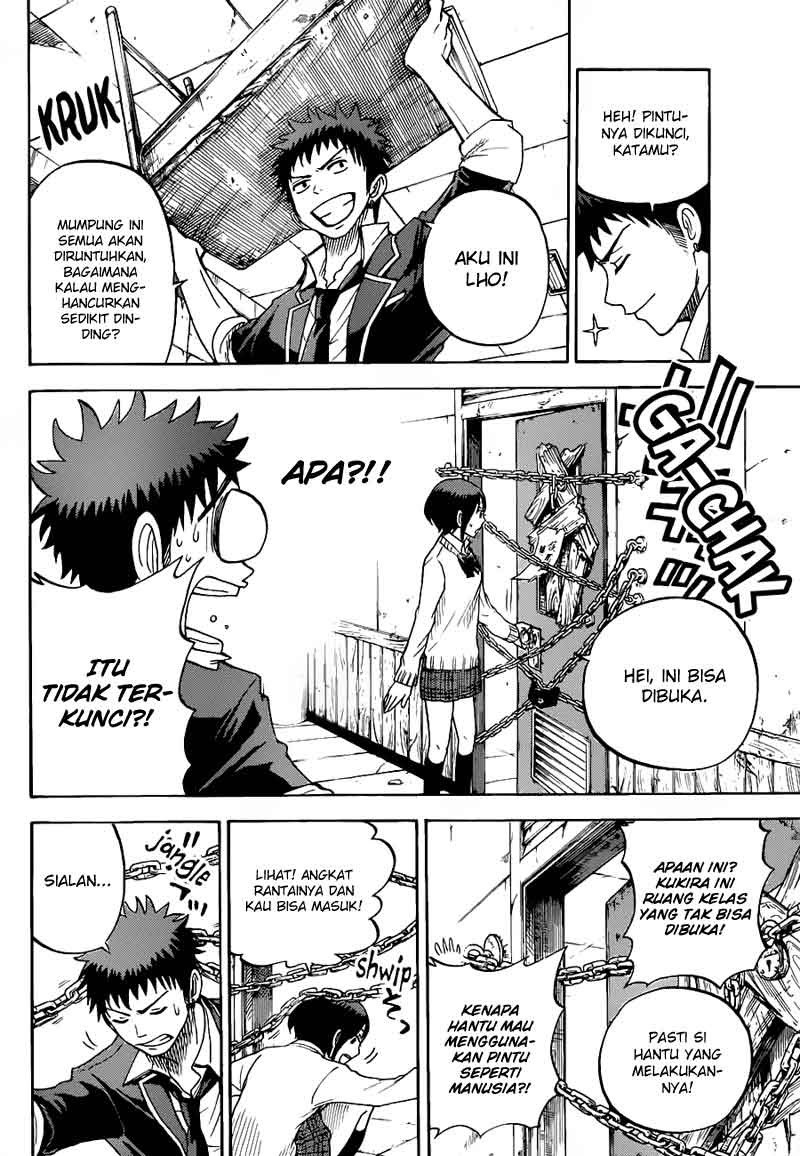 HEH! PINTU-
NYA DIKUNCI,
KATAMU?
AKU INI
LHO!
KRUK
MUMPUNG INI
SEMUA AKAN
DIRUNTUHKAN,
BAGAIMANA
KALAU MENG-
HANCURKAN
SEDIKIT DIN-
DING?
GA-CHAK
HEI, INI BISA
DIBUKA.
APA?!!
ITU
TIDAK TER-
KUNCI?!
APAAN INI?
KUKIRA INI
RUANG KELAS
YANG TAK BISA
DIBUKA!
PASTI SI
HANTU YANG
MELAKUKAN-
NYA!
KENAPA
HANTU MAU
MENGGUNA-
KAN PINTU
SEPERTI
MANUSIA?!
LIHAT! ANGKAT
RANTAINYA DAN
KAU BISA MASUK!
shwip
jangle
SIALAN...